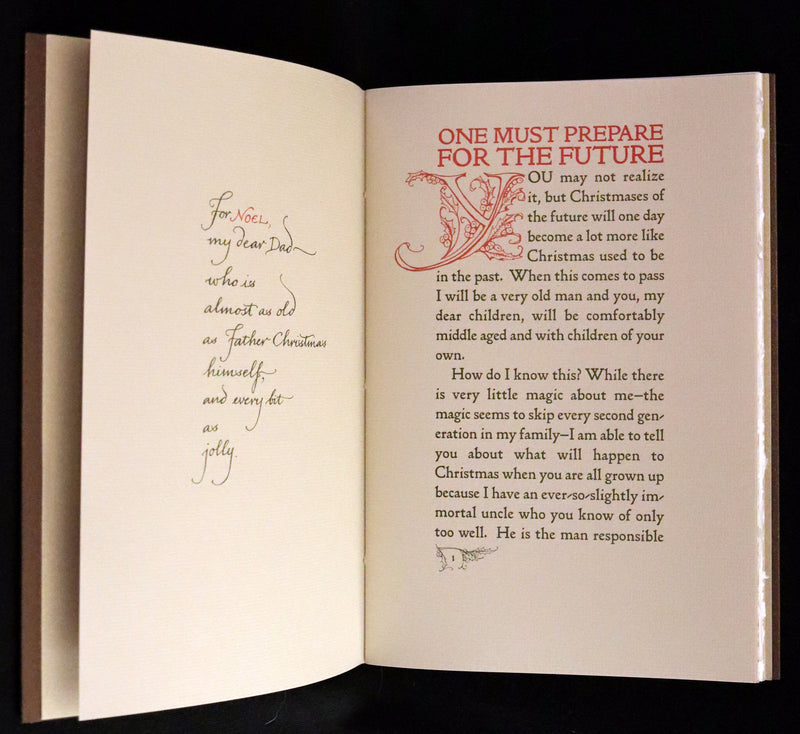 For NOEL,
my dear Dad
who is
almost as old
as Father Christmas
himself,
and every bit
as
jolly.
ONE MUST PREPARE
FOR THE FUTURE
YOU may not realize
it, but Christmases of
the future will one day
become a lot more like
Christmas used to be
in the past. When this comes to pass
I will be a very old man and you, my
dear children, will be comfortably
middle aged and with children of your
own.
How do I know this? While there
is very little magic about me—the
magic seems to skip every second gen-
eration in my family—I am able to tell
you about what will happen to
Christmas when you are all grown up
because I have an ever-so-slightly im-
mortal uncle who you know of only
too well. He is the man responsible
1